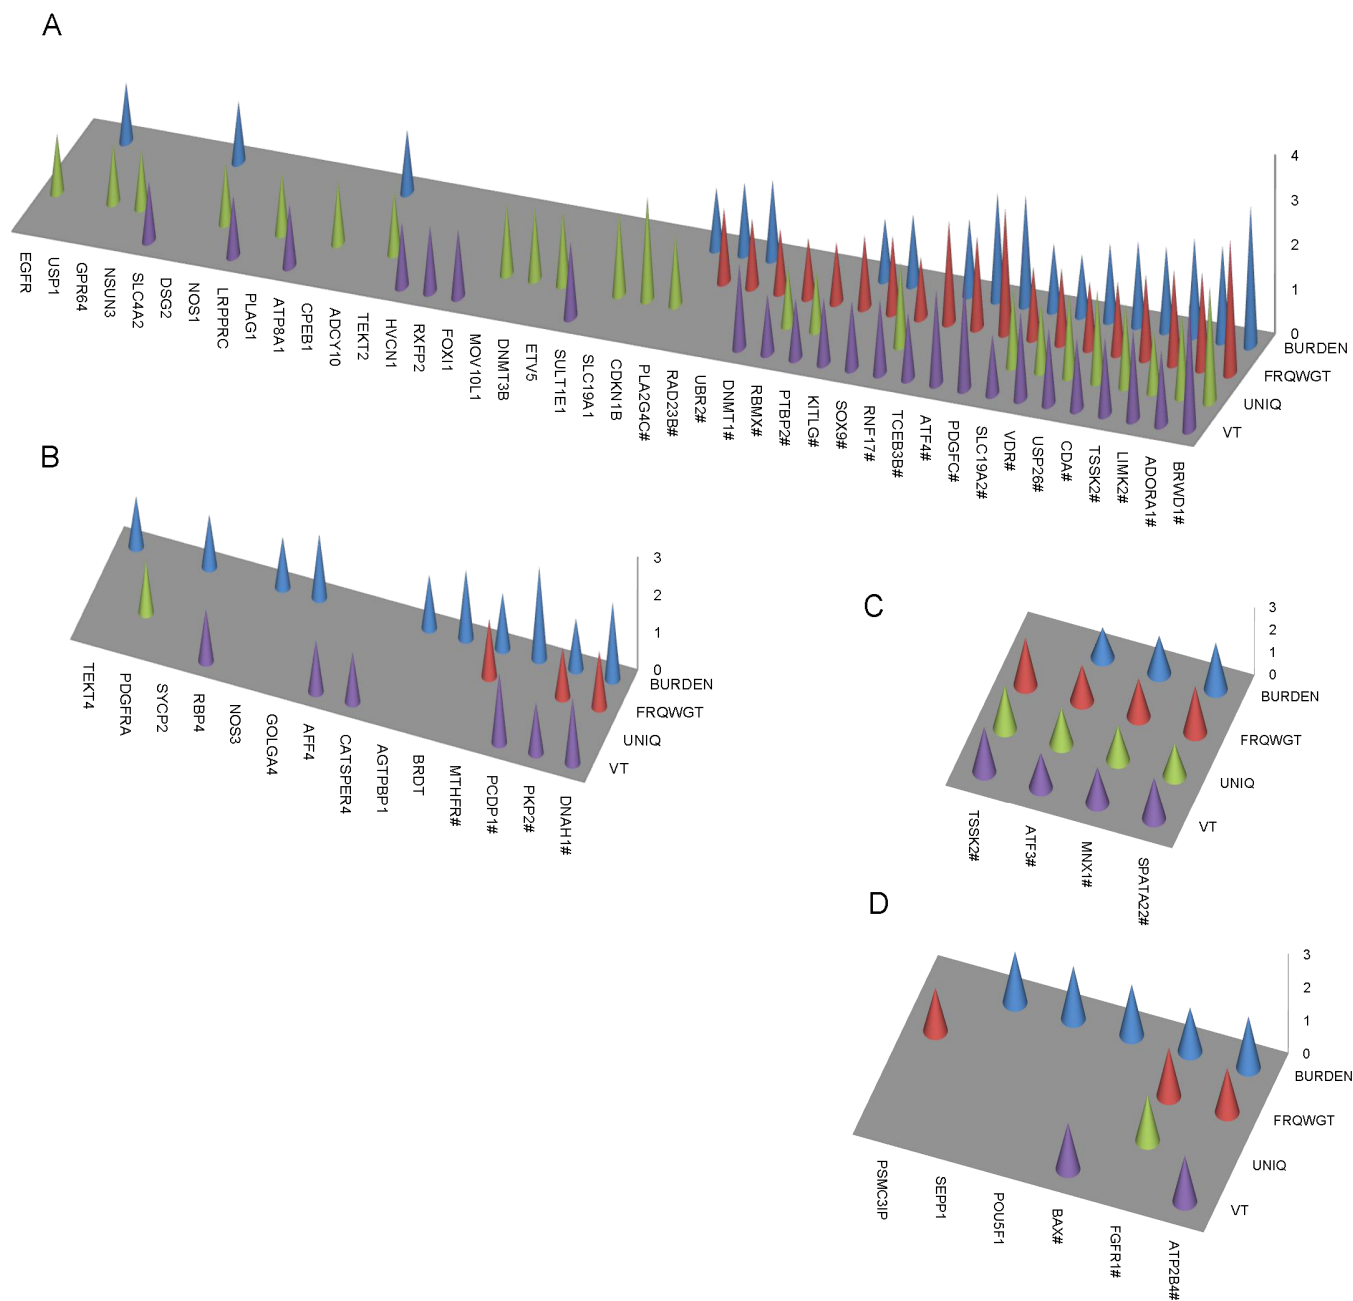 A
4
3
2
1
0
BURDEN
FRQWGT
UNIQ
VT
EGFR
USP1
GPR64
NSUN3
SLC4A2
DSG2
NOS1
LRPPRC
PLAG1
ATP8A1
CPEB1
ADCY10
TEKT2
HVCN1
RXFP2
FOXI1
MOV10L1
DNMT3B
ETV5
SULT1E1
SLC19A1
CDKN1B
PLA2G4C#
RAD23B#
UBR2#
DNMT1#
RBMX#
PTBP2#
KITLG#
SOX9#
RNF17#
TCEB3B#
ATF4#
PDGFC#
SLC19A2#
VDR#
USP26#
CDA#
TSSK2#
LIMK2#
ADORA1#
BRWD1#
B
3
2
1
0
BURDEN
FRQWGT
UNIQ
VT
TEKT4
PDGFRA
SYCP2
RBP4
NOS3
GOLGA4
AFF4
CATSPER4
AGTPBP1
BRDT
MTHFR#
PCDP1#
PKP2#
DNAH1#
C
3
2
1
0
BURDEN
FRQWGT
UNIQ
VT
TSSK2#
ATF3#
MNX1#
SPATA22#
D
3
2
1
0
BURDEN
FRQWGT
UNIQ
VT
PSMC3IP
SEPP1
POU5F1
BAX#
FGFR1#
ATP2B4#